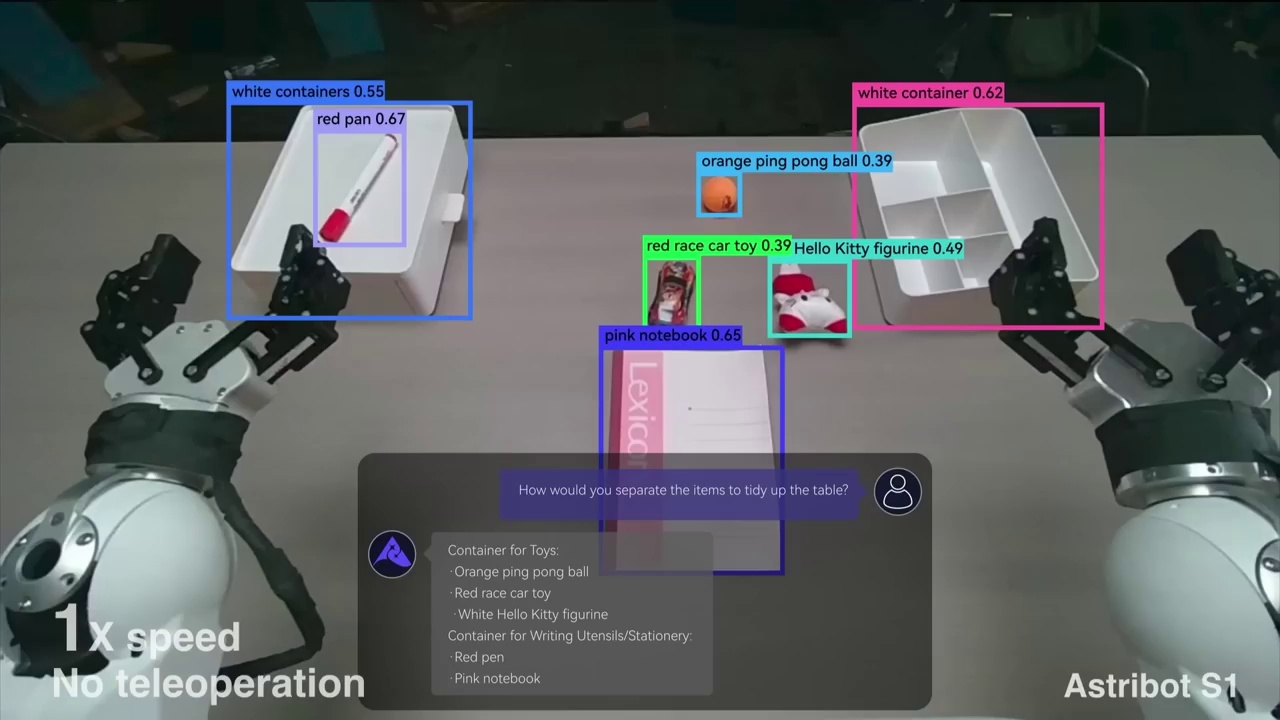 white containers 0.55
red pan 0.67
white container 0.62
orange ping pong ball 0.39
red race car toy 0.39
Hello Kitty figurine 0.49
pink notebook 0.65
Lexicon
How would you separate the items to tidy up the table?
Container for Toys:
·Orange ping pong ball
·Red race car toy
·White Hello Kitty figurine
Container for Writing Utensils/Stationery:
·Red pen
·Pink notebook
1x speed
No teleoperation
Astribot S1